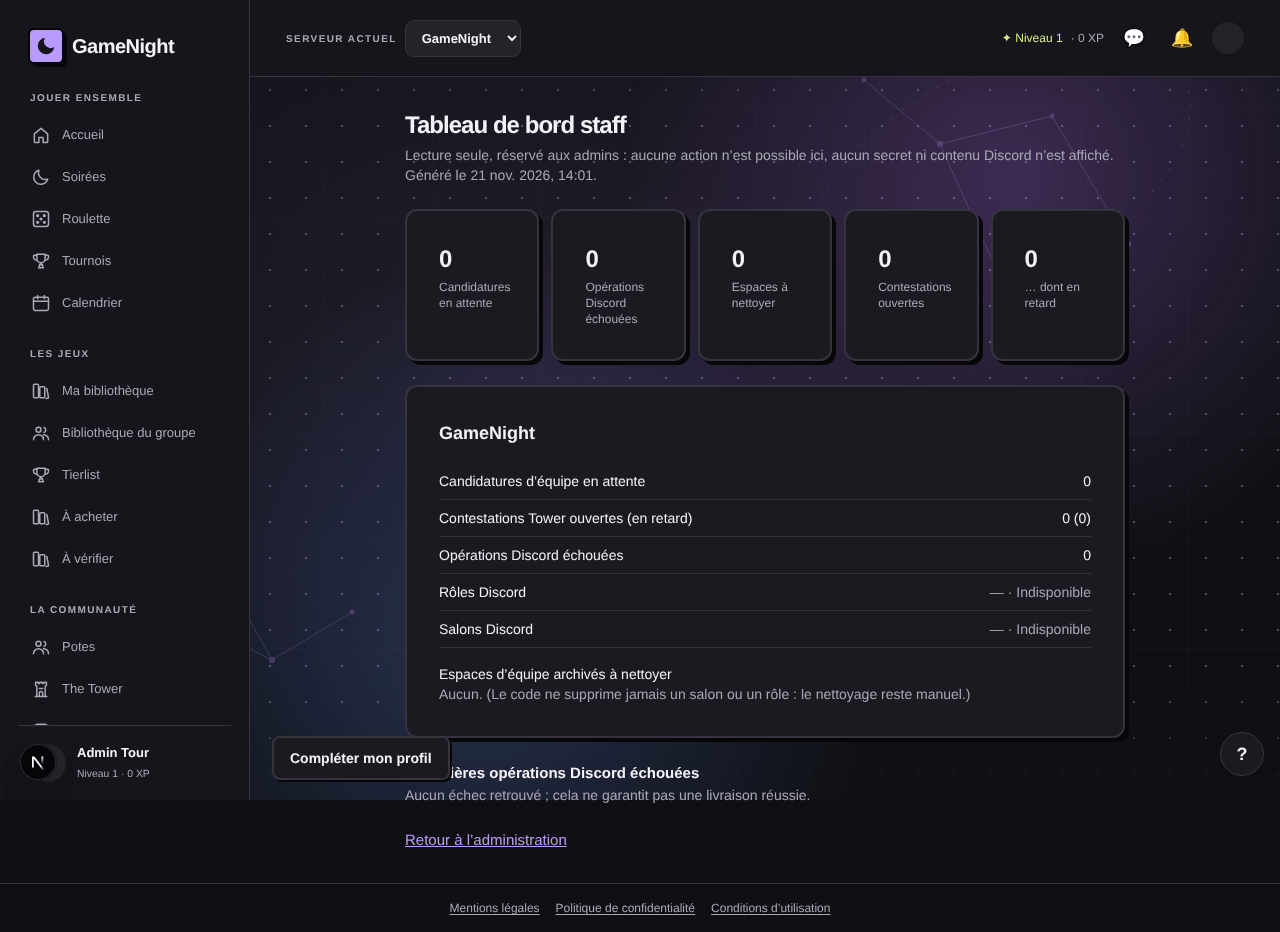 GameNight
JOUER ENSEMBLE
Accueil
Soirées
Roulette
Tournois
Calendrier
LES JEUX
Ma bibliothèque
Bibliothèque du groupe
Tierlist
À acheter
À vérifier
LA COMMUNAUTÉ
Potes
The Tower
N
Admin Tour
Niveau 1 · 0 XP
SERVEUR ACTUEL
GameNight
✦ Niveau 1 · 0 XP
Tableau de bord staff
Lecture seule, réservé aux admins : aucune action n’est possible ici, aucun secret ni contenu Discord n’est affiché.
Généré le 21 nov. 2026, 14:01.
0
Candidatures
en attente
0
Opérations
Discord
échouées
0
Espaces à
nettoyer
0
Contestations
ouvertes
0
… dont en
retard
GameNight
Candidatures d’équipe en attente 0
Contestations Tower ouvertes (en retard) 0 (0)
Opérations Discord échouées 0
Rôles Discord — · Indisponible
Salons Discord — · Indisponible
Espaces d’équipe archivés à nettoyer
Aucun. (Le code ne supprime jamais un salon ou un rôle : le nettoyage reste manuel.)
Compléter mon profil
?
opérations Discord échouées
Aucun échec retrouvé ; cela ne garantit pas une livraison réussie.
Retour à l’administration
Mentions légales Politique de confidentialité Conditions d’utilisation